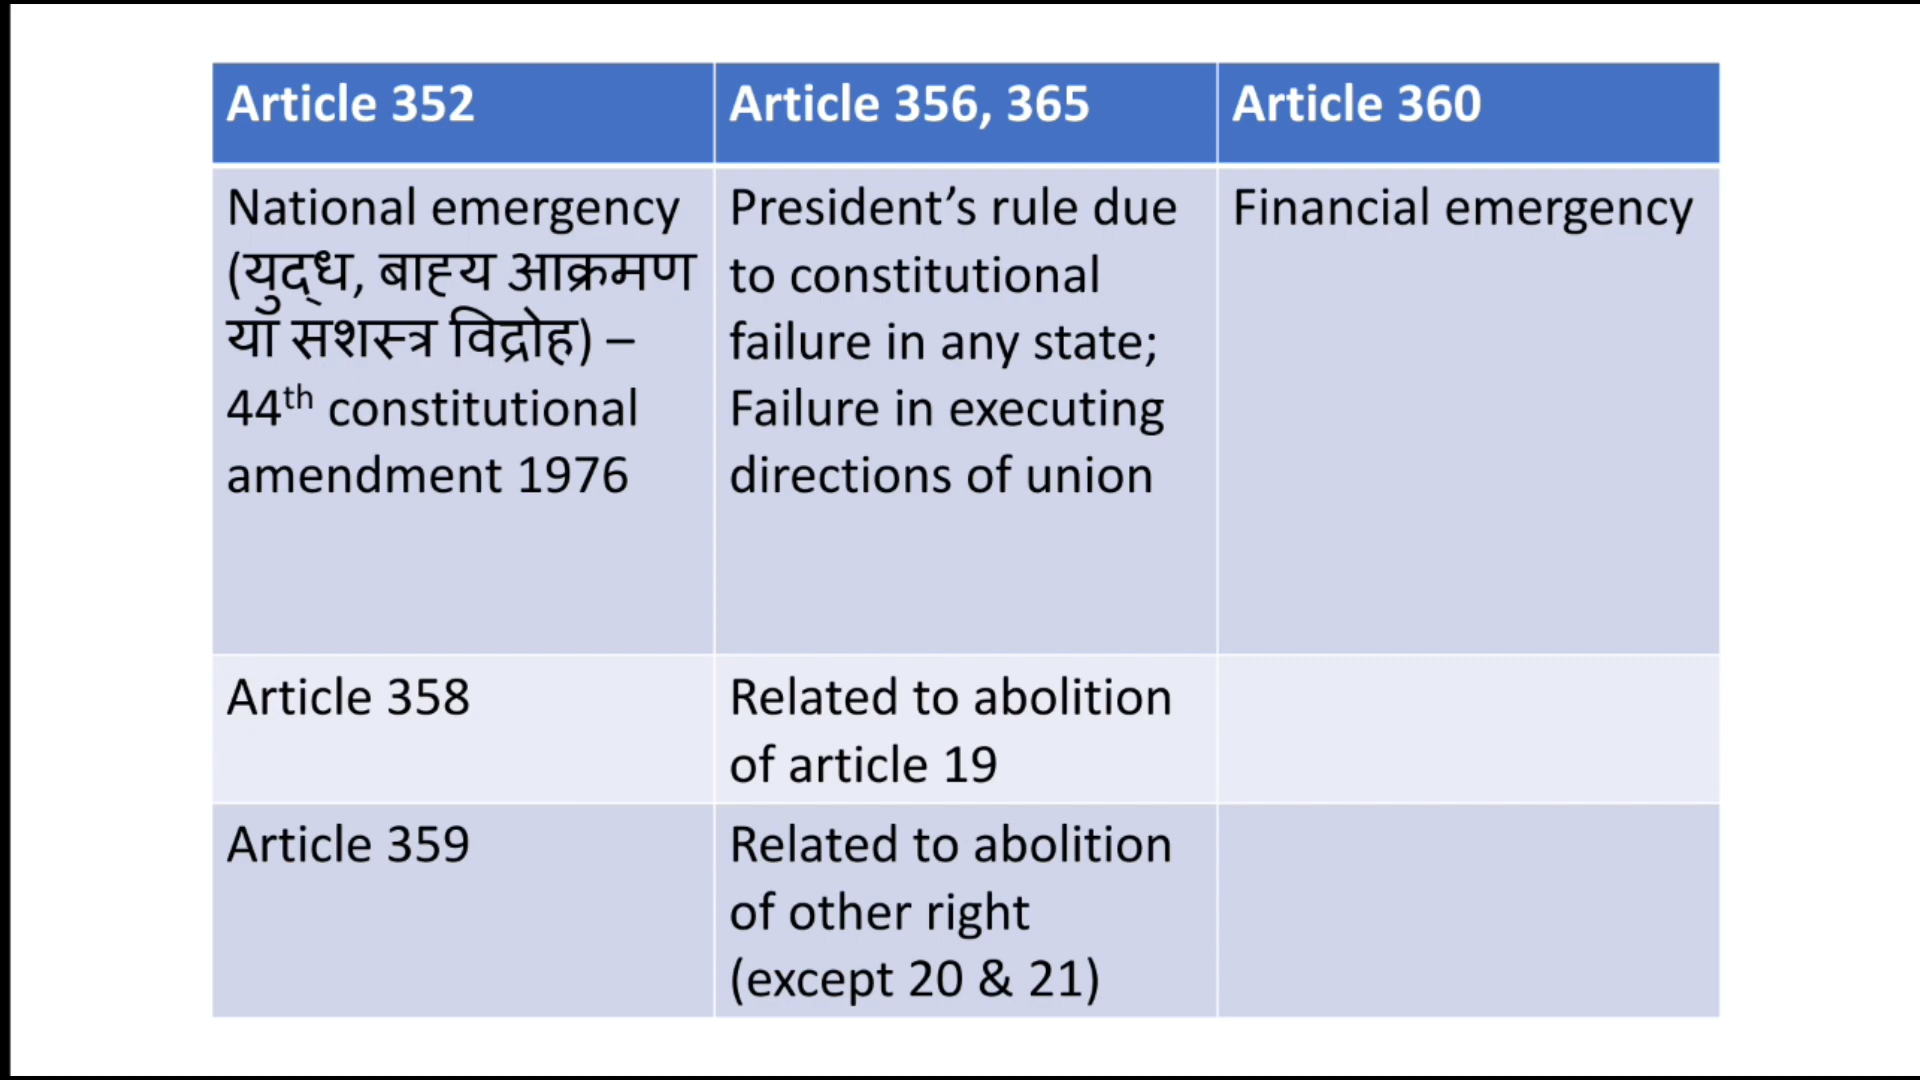 Article 352
Article 356, 365
Article 360
National emergency
(युद्ध, बाह्य आक्रमण
या सशस्त्र विद्रोह) –
44th constitutional
amendment 1976
President’s rule due
to constitutional
failure in any state;
Failure in executing
directions of union
Financial emergency
Article 358
Related to abolition
of article 19
Article 359
Related to abolition
of other right
(except 20 & 21)